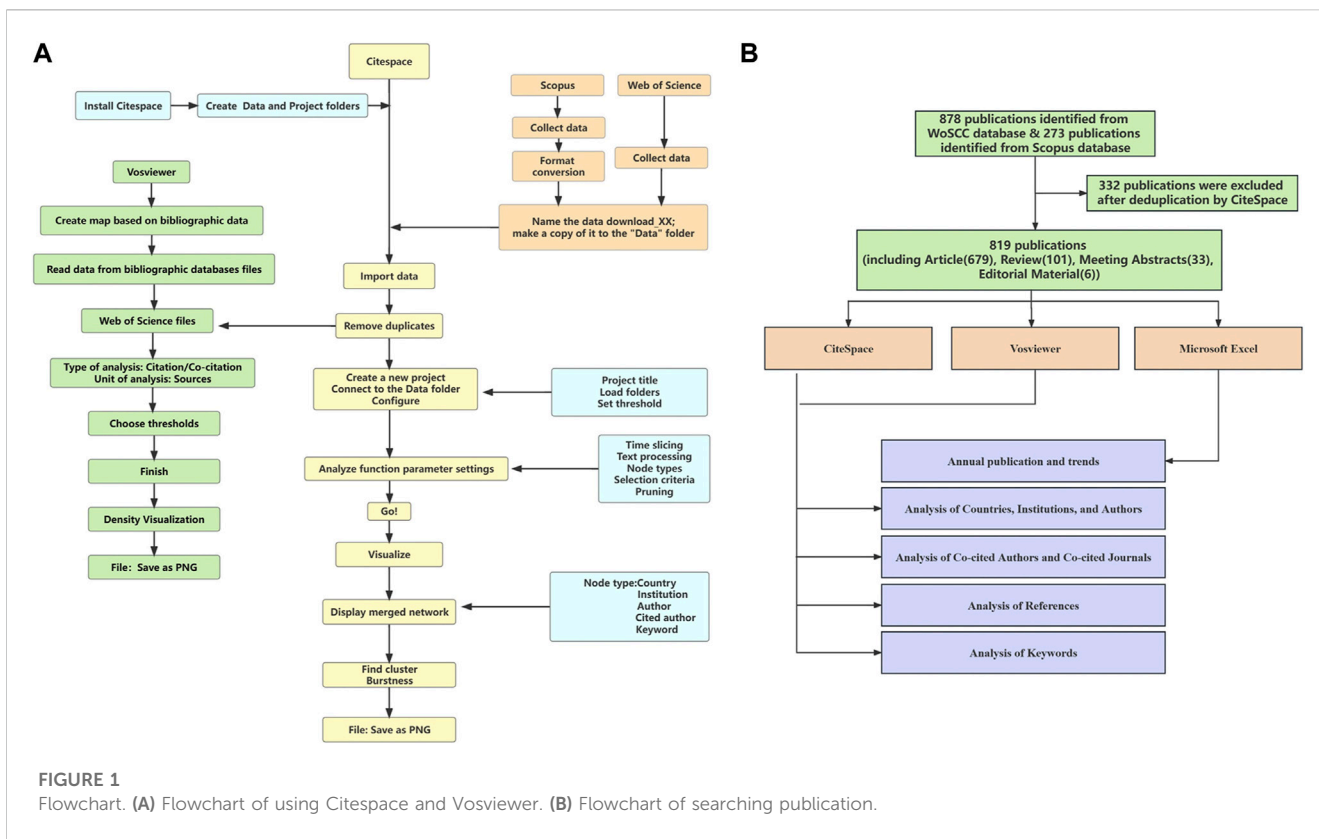 A
Citespace
Install Citespace
Create Data and Project folders
Scopus
Web of Science
Collect data
Format
conversion
Collect data
Name the data download_XX;
make a copy of it to the "Data" folder
Vosviewer
Create map based on bibliographic data
Read data from bibliographic databases files
Web of Science files
Type of analysis: Citation/Co-citation
Unit of analysis: Sources
Choose thresholds
Finish
Density Visualization
File: Save as PNG
Import data
Remove duplicates
Create a new project
Connect to the Data folder
Configure
Project title
Load folders
Set threshold
Analyze function parameter settings
Time slicing
Text processing
Node types
Selection criteria
Pruning
Go!
Visualize
Display merged network
Node type:Country
Institution
Author
Cited author
Keyword
Find cluster
Burstness
File: Save as PNG
B
878 publications identified from
WoSCC database & 273 publications
identified from Scopus database
332 publications were excluded
after deduplication by CiteSpace
819 publications
(including Article(679), Review(101), Meeting Abstracts(33),
Editorial Material(6))
CiteSpace
Vosviewer
Microsoft Excel
Annual publication and trends
Analysis of Countries, Institutions, and Authors
Analysis of Co-cited Authors and Co-cited Journals
Analysis of References
Analysis of Keywords
FIGURE 1
Flowchart. (A) Flowchart of using Citespace and Vosviewer. (B) Flowchart of searching publication.